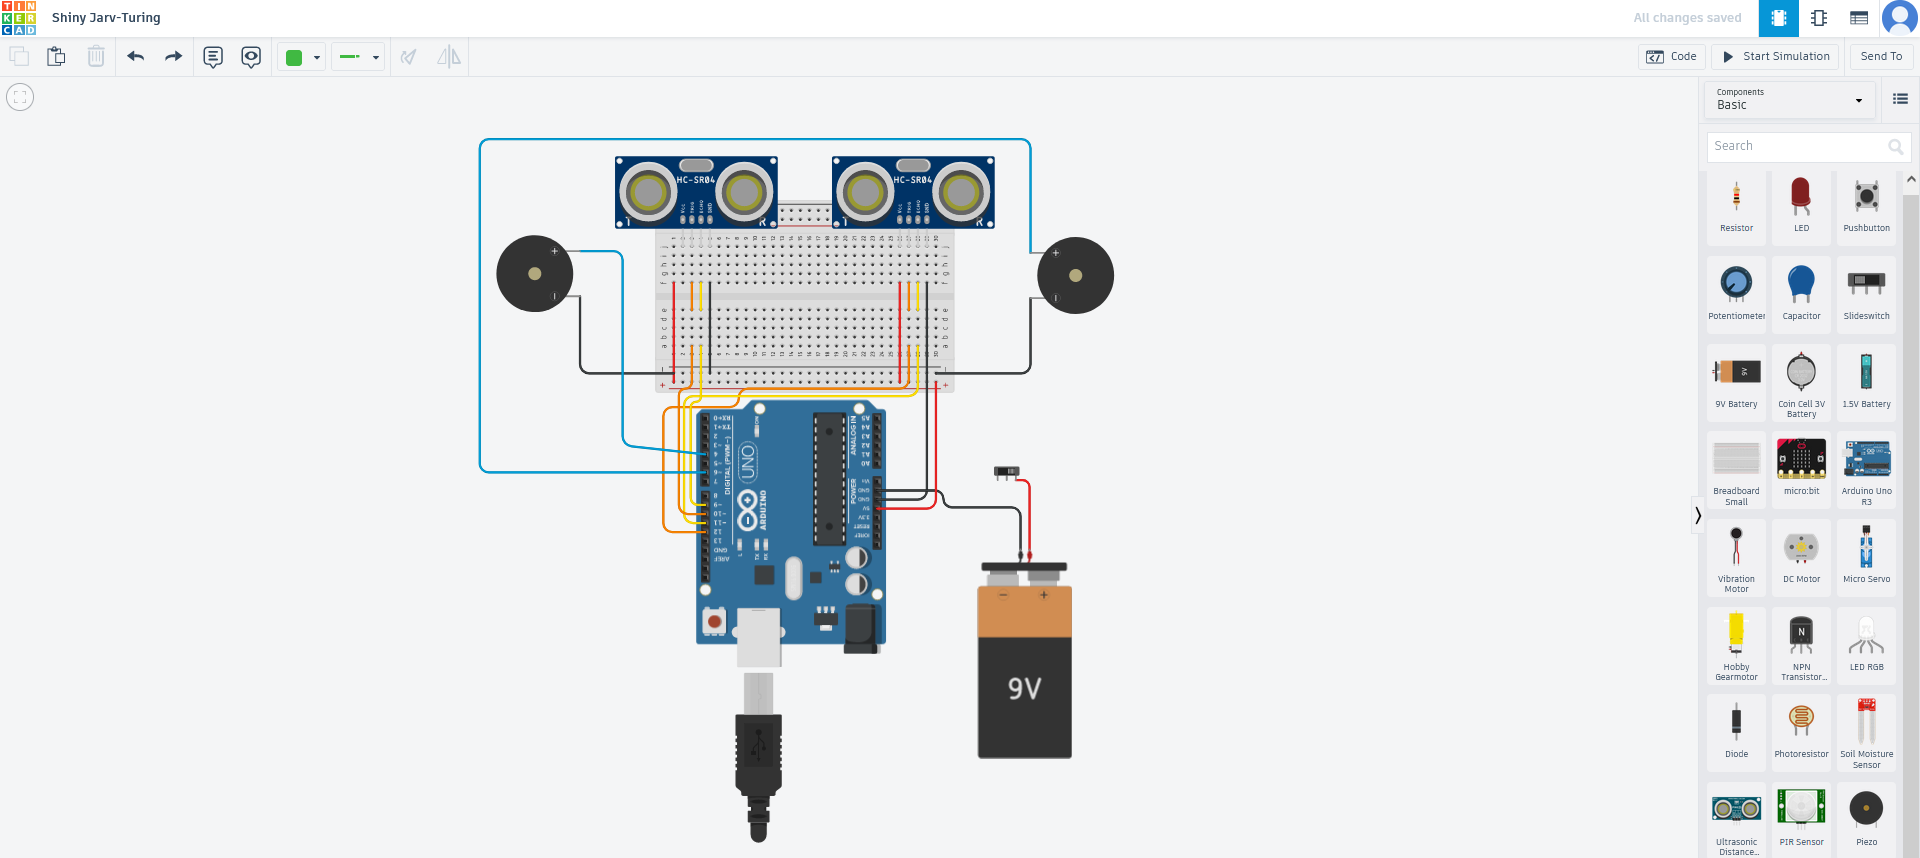 TIN
KER
CAD
Shiny Jarv-Turing
All changes saved
Code
Start Simulation
Send To
Components
Basic
Search
Resistor
LED
Pushbutton
Potentiometer
Capacitor
Slideswitch
9V Battery
Coin Cell 3V
Battery
1.5V Battery
Breadboard
Small
micro:bit
Arduino Uno
R3
Vibration
Motor
DC Motor
Micro Servo
Hobby
Gearmotor
NPN
Transistor...
LED RGB
Diode
Photoresistor
Soil Moisture
Sensor
Ultrasonic
Distance...
PIR Sensor
Piezo
HC-SR04
HC-SR04
T
R
T
R
DIGITAL (PWM~)
UNO
ARDUINO
ANALOG IN
POWER
9V